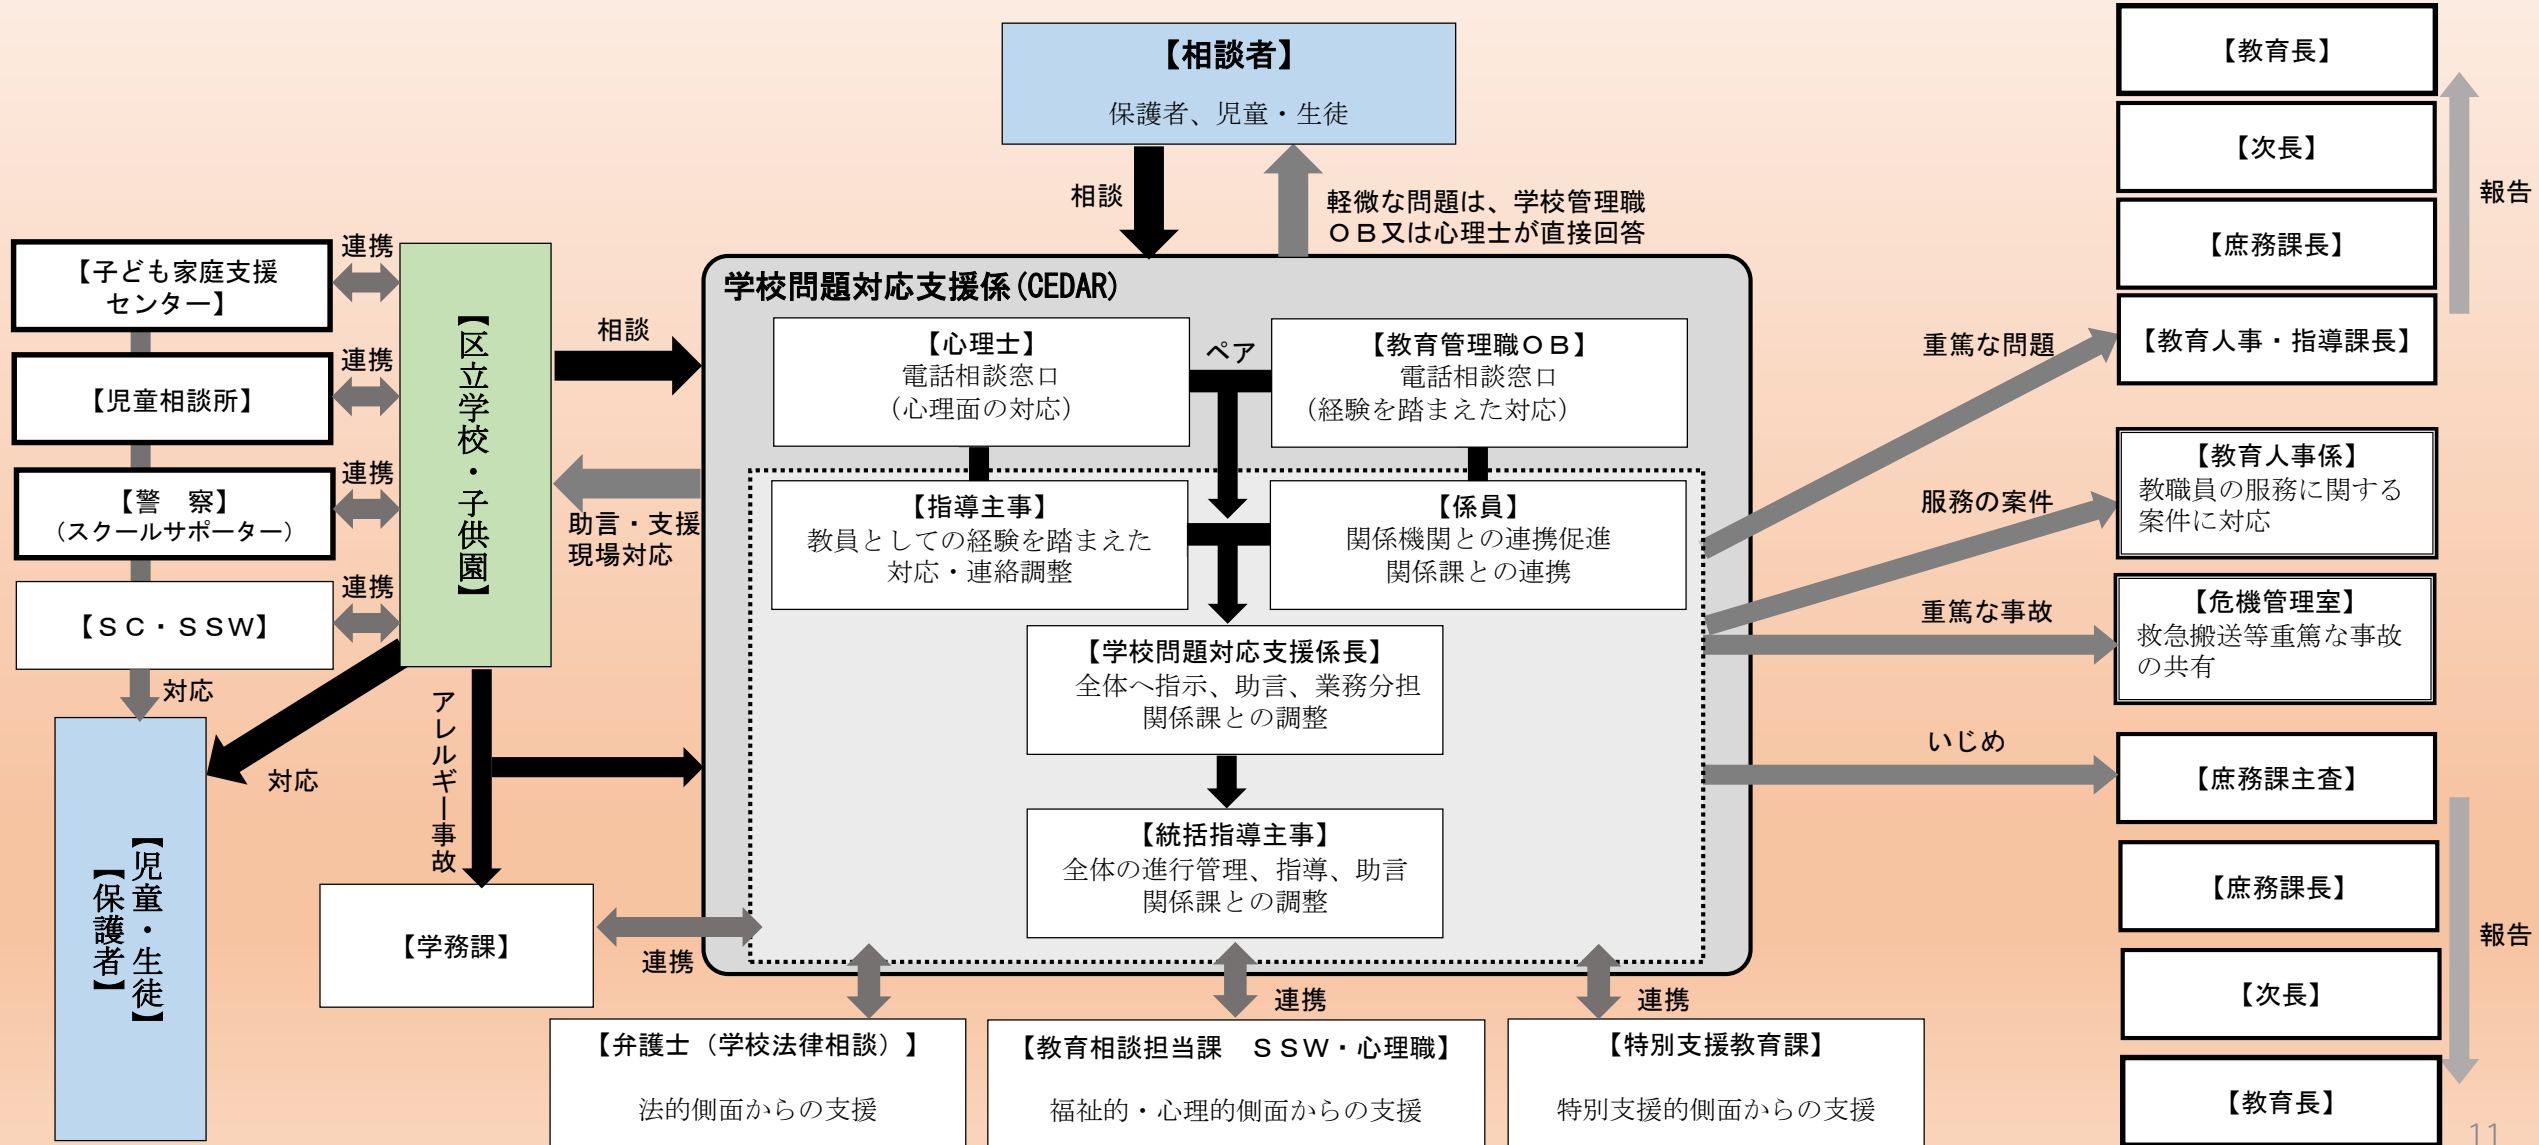 【相談者】
保護者、児童・生徒
相談
軽微な問題は、学校管理職
ＯＢ又は心理士が直接回答
【子ども家庭支援
センター】
連携
【児童相談所】
連携
【警　察】
（スクールサポーター）
連携
【ＳＣ・ＳＳＷ】
連携
対応
【区立学校・子供園】
相談
助言・支援
現場対応
対応
アレルギー事故
【児童・生徒】
【保護者】
【学務課】
連携
学校問題対応支援係(CEDAR)
【心理士】
電話相談窓口
（心理面の対応）
ペア
【教育管理職ＯＢ】
電話相談窓口
（経験を踏まえた対応）
【指導主事】
教員としての経験を踏まえた
対応・連絡調整
【係員】
関係機関との連携促進
関係課との連携
【学校問題対応支援係長】
全体へ指示、助言、業務分担
関係課との調整
【統括指導主事】
全体の進行管理、指導、助言
関係課との調整
連携
連携
【弁護士（学校法律相談）】
法的側面からの支援
【教育相談担当課　ＳＳＷ・心理職】
福祉的・心理的側面からの支援
【特別支援教育課】
特別支援的側面からの支援
重篤な問題
服務の案件
重篤な事故
いじめ
【教育長】
【次長】
【庶務課長】
【教育人事・指導課長】
報告
【教育人事係】
教職員の服務に関する
案件に対応
【危機管理室】
救急搬送等重篤な事故
の共有
【庶務課主査】
【庶務課長】
【次長】
【教育長】
報告
11